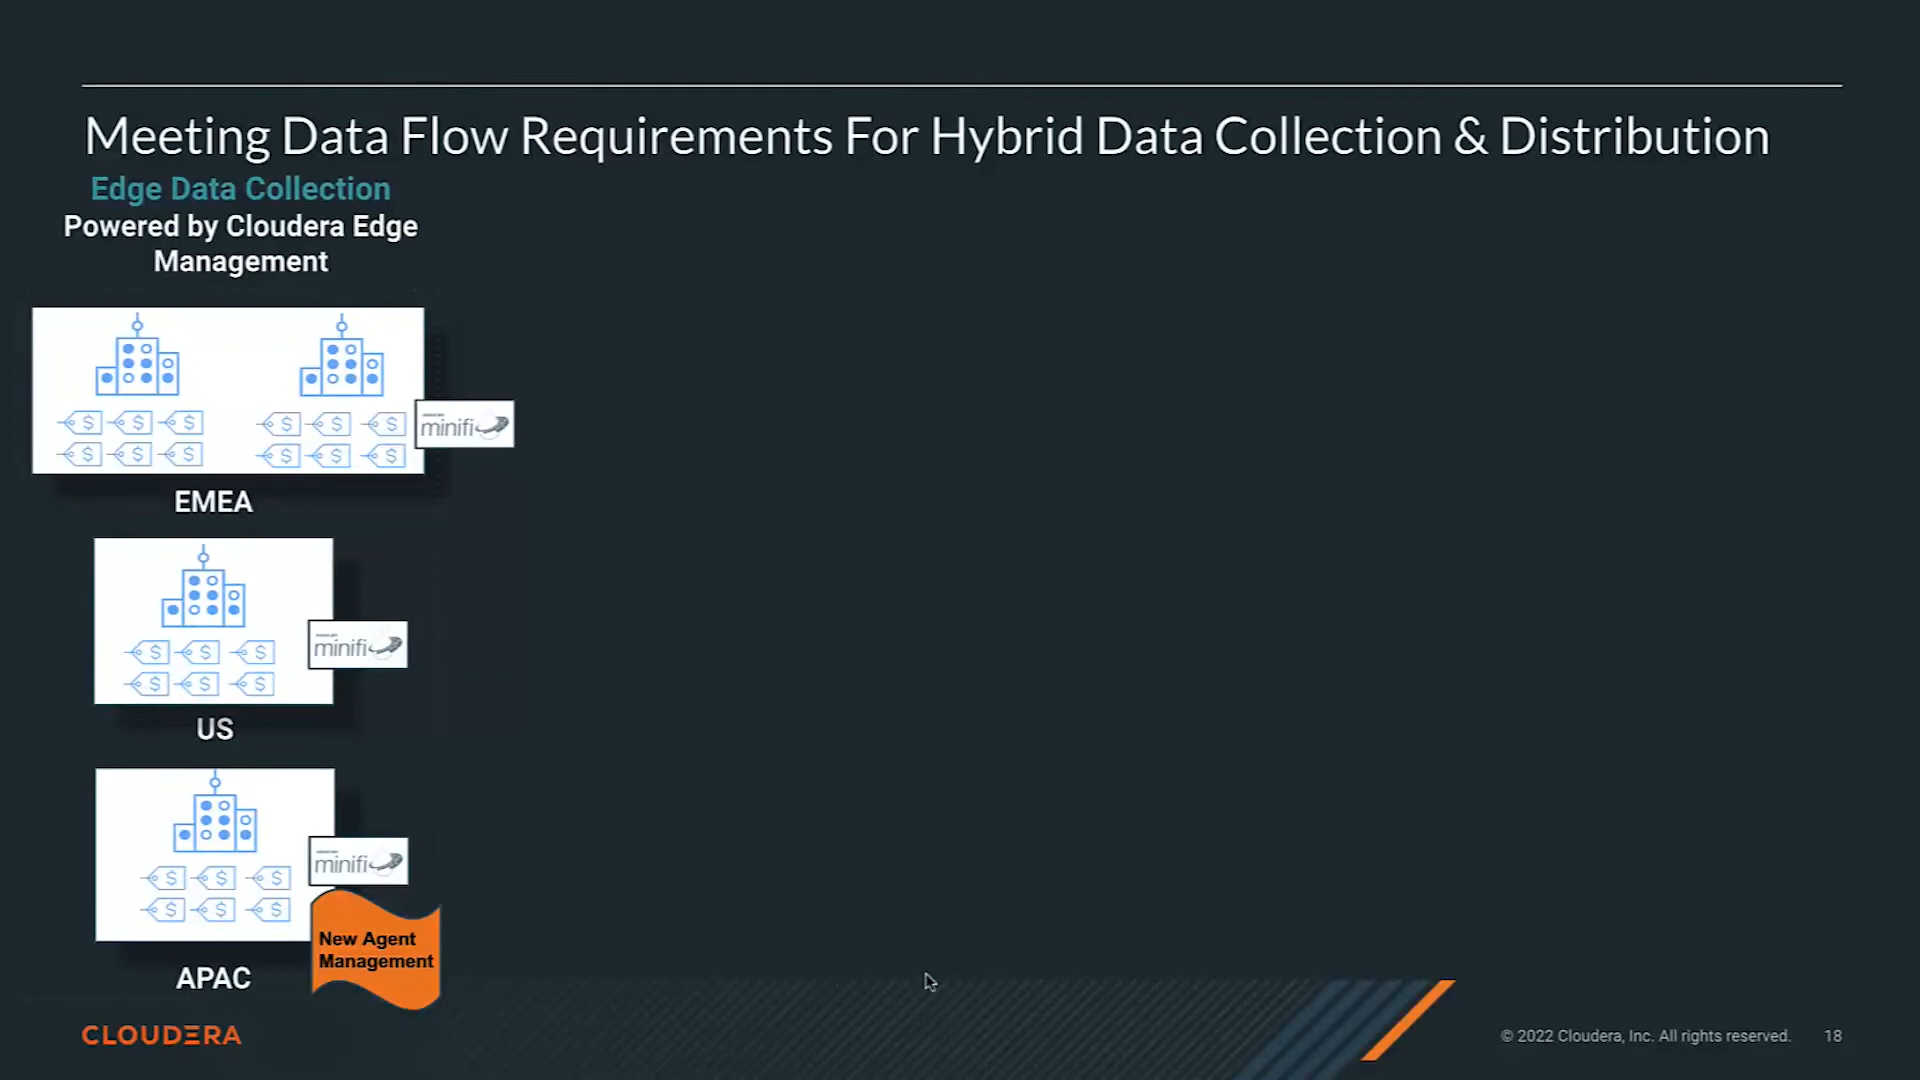 Meeting Data Flow Requirements For Hybrid Data Collection & Distribution
Edge Data Collection
Powered by Cloudera Edge
Management
$ $ $ $ $ $
$ $ $ $ $ $
minifi
EMEA
$ $ $
$ $ $
minifi
US
$ $ $
$ $ $
minifi
New Agent
Management
APAC
CLOUDERA
© 2022 Cloudera, Inc. All rights reserved. 18